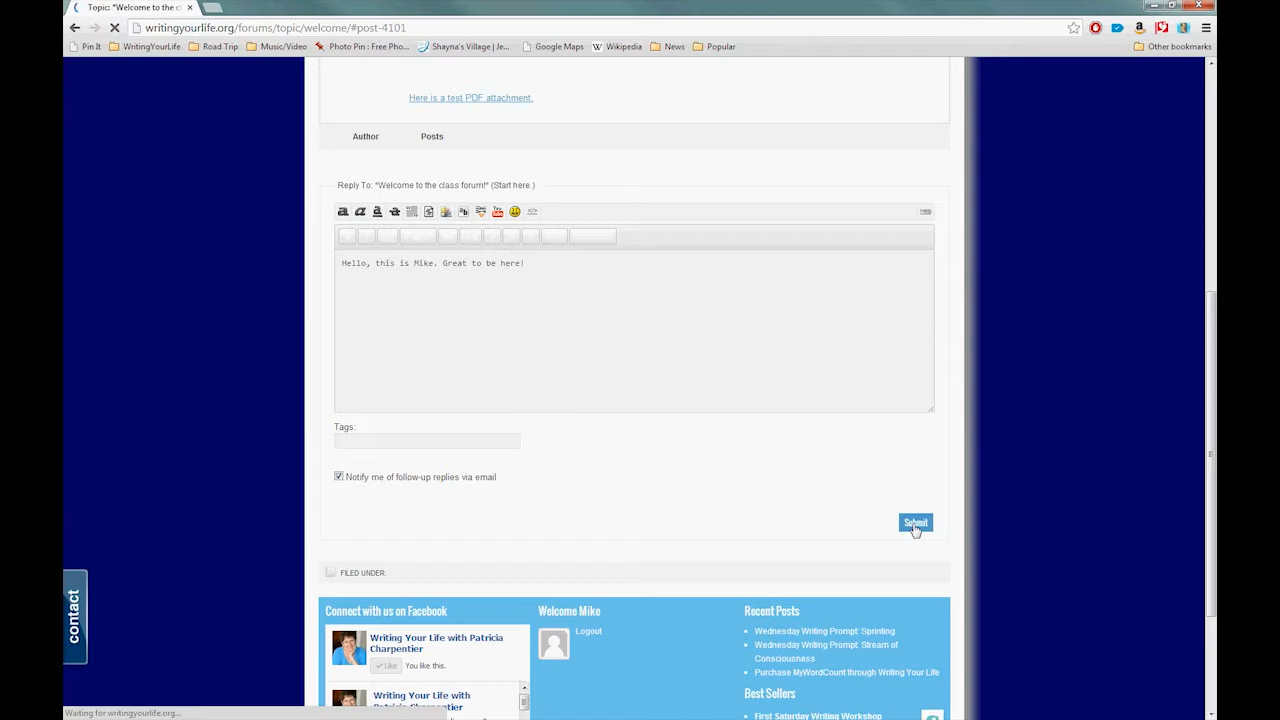 Topic: "Welcome to the cl
writingyourlife.org/forums/topic/welcome/#post-4101
Pin It WritingYourLife Road Trip Music/Video Photo Pin : Free Pho... Shayna's Village | Je... Google Maps Wikipedia News Popular Other bookmarks
Here is a test PDF attachment.
Author Posts
Reply To: "Welcome to the class forum!" (Start here.)
Hello, this is Mike. Great to be here!
Tags:
Notify me of follow-up replies via email
Submit
contact
FILED UNDER:
Connect with us on Facebook
Writing Your Life with Patricia
Charpentier
Like You like this.
Writing Your Life with
Patricia Charpentier
Welcome Mike
Logout
Recent Posts
Wednesday Writing Prompt: Sprinting
Wednesday Writing Prompt: Stream of
Consciousness
Purchase MyWordCount through Writing Your Life
Best Sellers
First Saturday Writing Workshop
Waiting for writingyourlife.org...